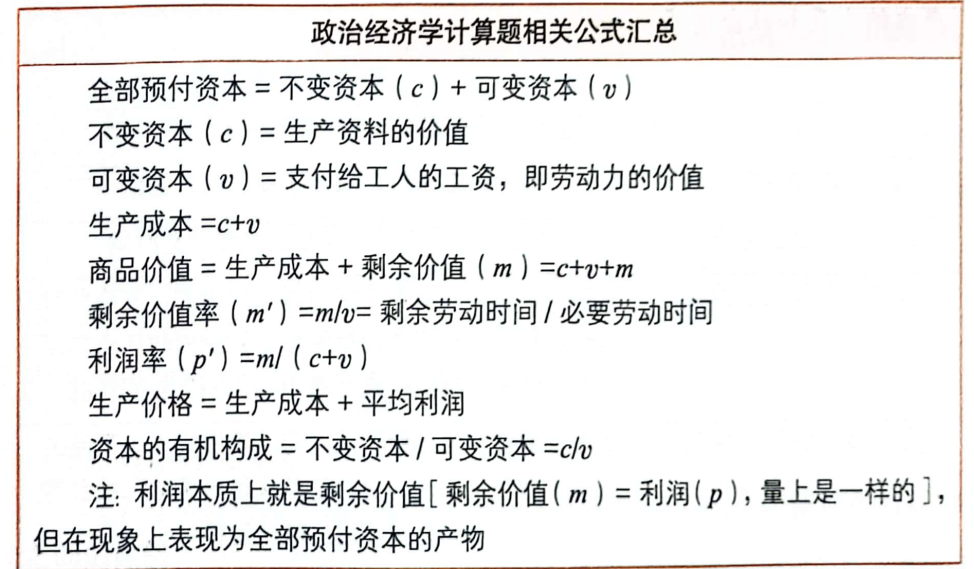 政治经济学计算题相关公式汇总
全部预付资本 = 不变资本（c）+ 可变资本（v）
不变资本（c）= 生产资料的价值
可变资本（v）= 支付给工人的工资，即劳动力的价值
生产成本 =c+v
商品价值 = 生产成本 + 剩余价值（m）=c+v+m
剩余价值率（m′）=m/v= 剩余劳动时间 / 必要劳动时间
利润率（p′）=m/（c+v）
生产价格 = 生产成本 + 平均利润
资本的有机构成 = 不变资本 / 可变资本 =c/v
注：利润本质上就是剩余价值［剩余价值（m）= 利润（p），量上是一样的］，
但在现象上表现为全部预付资本的产物